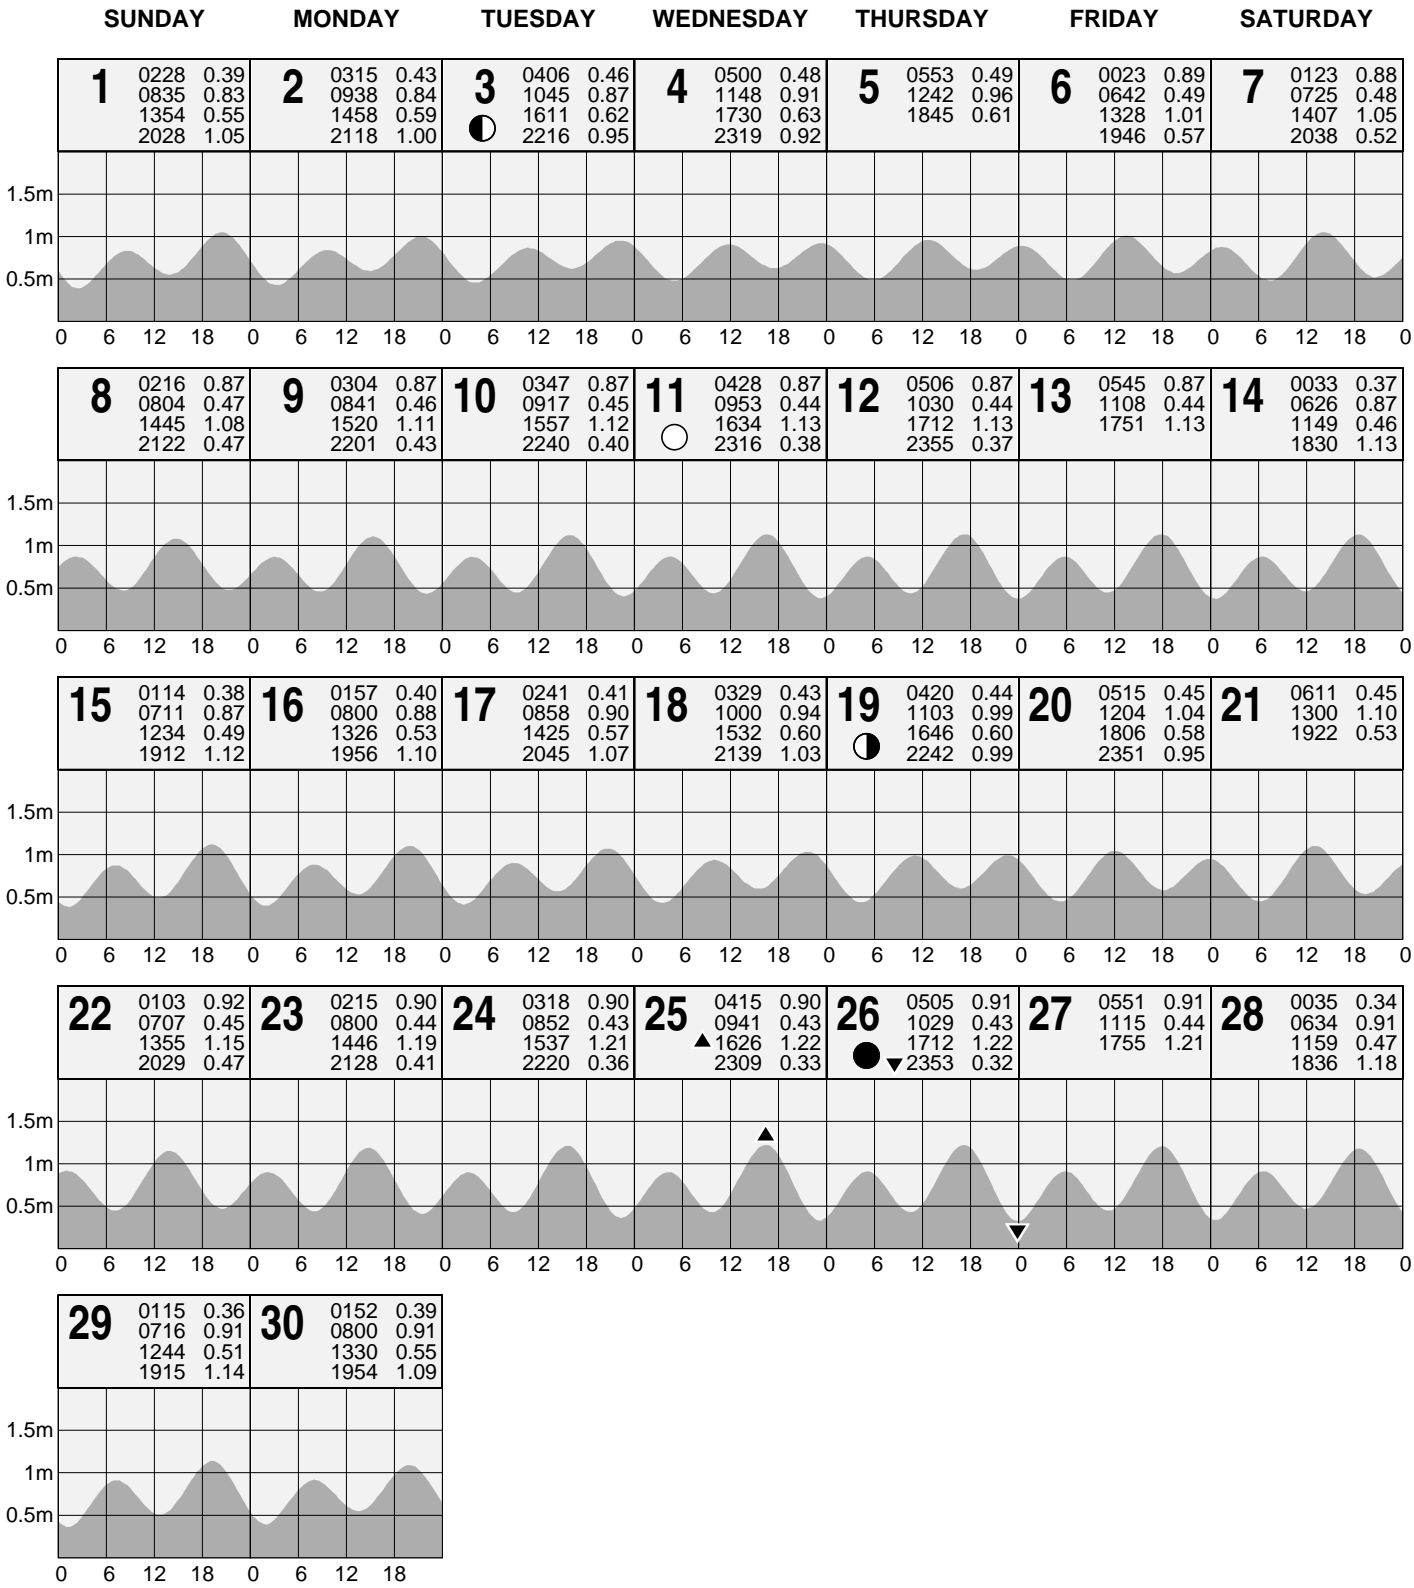 SUNDAY MONDAY TUESDAY WEDNESDAY THURSDAY FRIDAY SATURDAY
1 0228 0.39 2 0315 0.43 3 0406 0.46 4 0500 0.48 5 0553 0.49 6 0023 0.89 7 0123 0.88
0835 0.83 0938 0.84 1045 0.87 1148 0.91 1242 0.96 0642 0.49 0725 0.48
1354 0.55 1458 0.59 1611 0.62 1730 0.63 1845 0.61 1328 1.01 1407 1.05
2028 1.05 2118 1.00 2216 0.95 2319 0.92 1946 0.57 2038 0.52
1.5m
1m
0.5m
0 6 12 18 0 6 12 18 0 6 12 18 0 6 12 18 0 6 12 18 0 6 12 18 0 6 12 18 0
8 0216 0.87 9 0304 0.87 10 0347 0.87 11 0428 0.87 12 0506 0.87 13 0545 0.87 14 0033 0.37
0804 0.47 0841 0.46 0917 0.45 0953 0.44 1030 0.44 1108 0.44 0626 0.87
1445 1.08 1520 1.11 1557 1.12 1634 1.13 1712 1.13 1751 1.13 1149 0.46
2122 0.47 2201 0.43 2240 0.40 2316 0.38 2355 0.37 1830 1.13
1.5m
1m
0.5m
0 6 12 18 0 6 12 18 0 6 12 18 0 6 12 18 0 6 12 18 0 6 12 18 0 6 12 18 0
15 0114 0.38 16 0157 0.40 17 0241 0.41 18 0329 0.43 19 0420 0.44 20 0515 0.45 21 0611 0.45
0711 0.87 0800 0.88 0858 0.90 1000 0.94 1103 0.99 1204 1.04 1300 1.10
1234 0.49 1326 0.53 1425 0.57 1532 0.60 1646 0.60 1806 0.58 1922 0.53
1912 1.12 1956 1.10 2045 1.07 2139 1.03 2242 0.99 2351 0.95
1.5m
1m
0.5m
0 6 12 18 0 6 12 18 0 6 12 18 0 6 12 18 0 6 12 18 0 6 12 18 0 6 12 18 0
22 0103 0.92 23 0215 0.90 24 0318 0.90 25 0415 0.90 26 0505 0.91 27 0551 0.91 28 0035 0.34
0707 0.45 0800 0.44 0852 0.43 0941 0.43 1029 0.43 1115 0.44 0634 0.91
1355 1.15 1446 1.19 1537 1.21 1626 1.22 1712 1.22 1755 1.21 1159 0.47
2029 0.47 2128 0.41 2220 0.36 2309 0.33 2353 0.32 1836 1.18
1.5m
1m
0.5m
0 6 12 18 0 6 12 18 0 6 12 18 0 6 12 18 0 6 12 18 0 6 12 18 0 6 12 18 0
29 0115 0.36 30 0152 0.39
0716 0.91 0800 0.91
1244 0.51 1330 0.55
1915 1.14 1954 1.09
1.5m
1m
0.5m
0 6 12 18 0 6 12 18